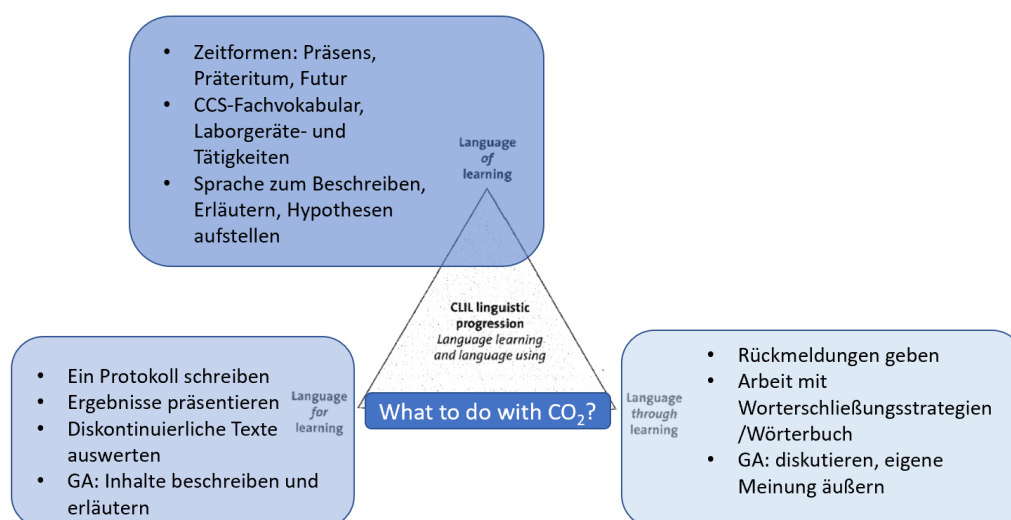 • Zeitformen: Präsens,
Präteritum, Futur
• CCS-Fachvokabular,
Laborgeräte- und
Tätigkeiten
• Sprache zum Beschreiben,
Erläutern, Hypothesen
aufstellen
Language
of
learning
CLIL linguistic
progression
Language learning
and language using
• Ein Protokoll schreiben
• Ergebnisse präsentieren
• Diskontinuierliche Texte
auswerten
• GA: Inhalte beschreiben und
erläutern
Language
for
learning
What to do with CO₂?
Language
through
learning
• Rückmeldungen geben
• Arbeit mit
Worterschließungsstrategien
/Wörterbuch
• GA: diskutieren, eigene
Meinung äußern